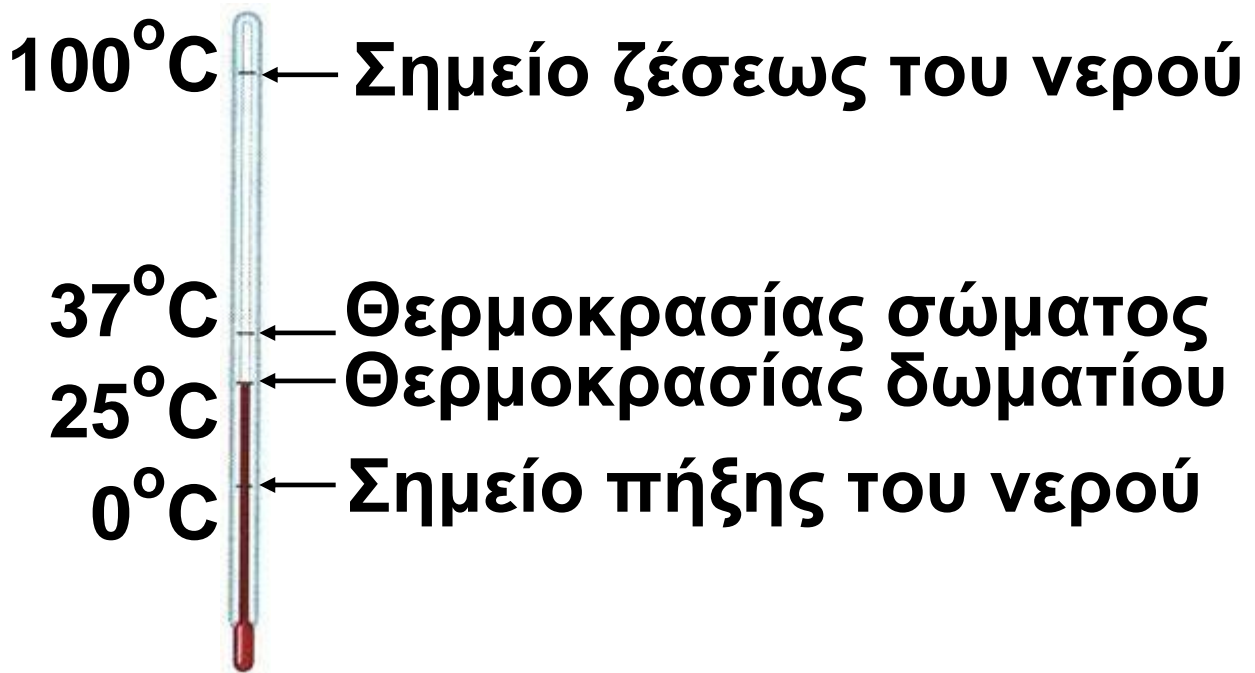 100°C Σημείο ζέσεως του νερού
37°C Θερμοκρασίας σώματος
25°C Θερμοκρασίας δωματίου
0°C Σημείο πήξης του νερού